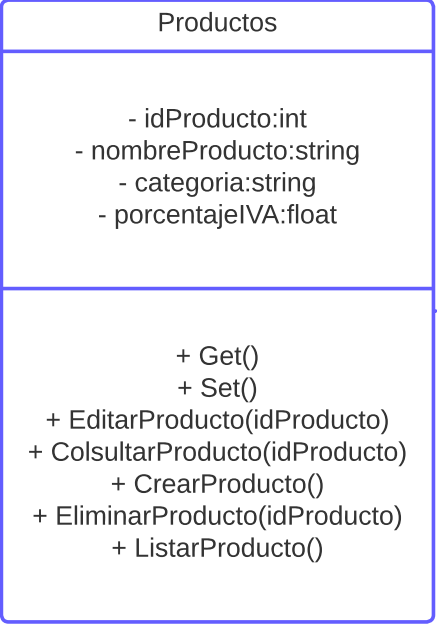 Productos
- idProducto:int
- nombreProducto:string
- categoria:string
- porcentajeIVA:float
+ Get()
+ Set()
+ EditarProducto(idProducto)
+ ColsultarProducto(idProducto)
+ CrearProducto()
+ EliminarProducto(idProducto)
+ ListarProducto()